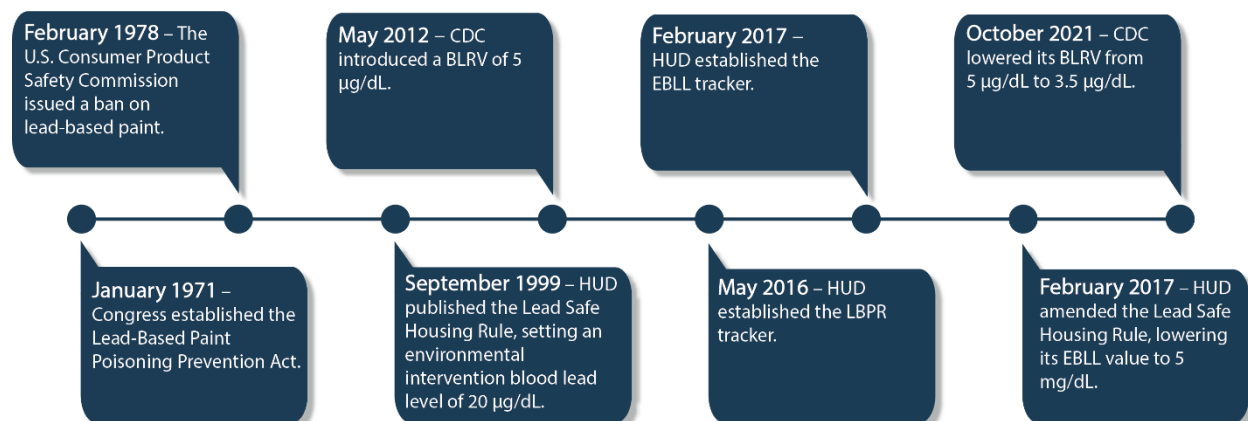 February 1978 – The
U.S. Consumer Product
Safety Commission
issued a ban on
lead-based paint.
May 2012 – CDC
introduced a BLRV of 5
µg/dL.
February 2017 –
HUD established the
EBLL tracker.
October 2021 – CDC
lowered its BLRV from
5 µg/dL to 3.5 µg/dL.
January 1971 –
Congress established the
Lead-Based Paint
Poisoning Prevention Act.
September 1999 – HUD
published the Lead Safe
Housing Rule, setting an
environmental
intervention blood lead
level of 20 µg/dL.
May 2016 – HUD
established the LBPR
tracker.
February 2017 – HUD
amended the Lead Safe
Housing Rule, lowering
its EBLL value to 5
mg/dL.